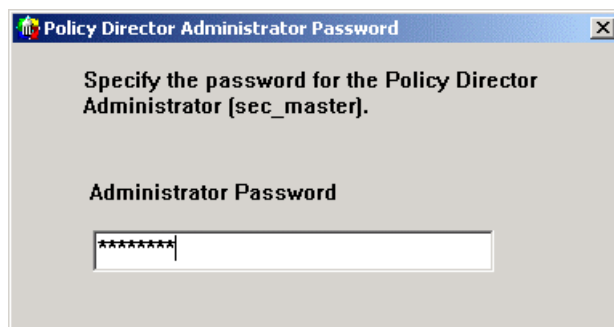 Policy Director Administrator Password
Specify the password for the Policy Director
Administrator (sec_master).
Administrator Password
********